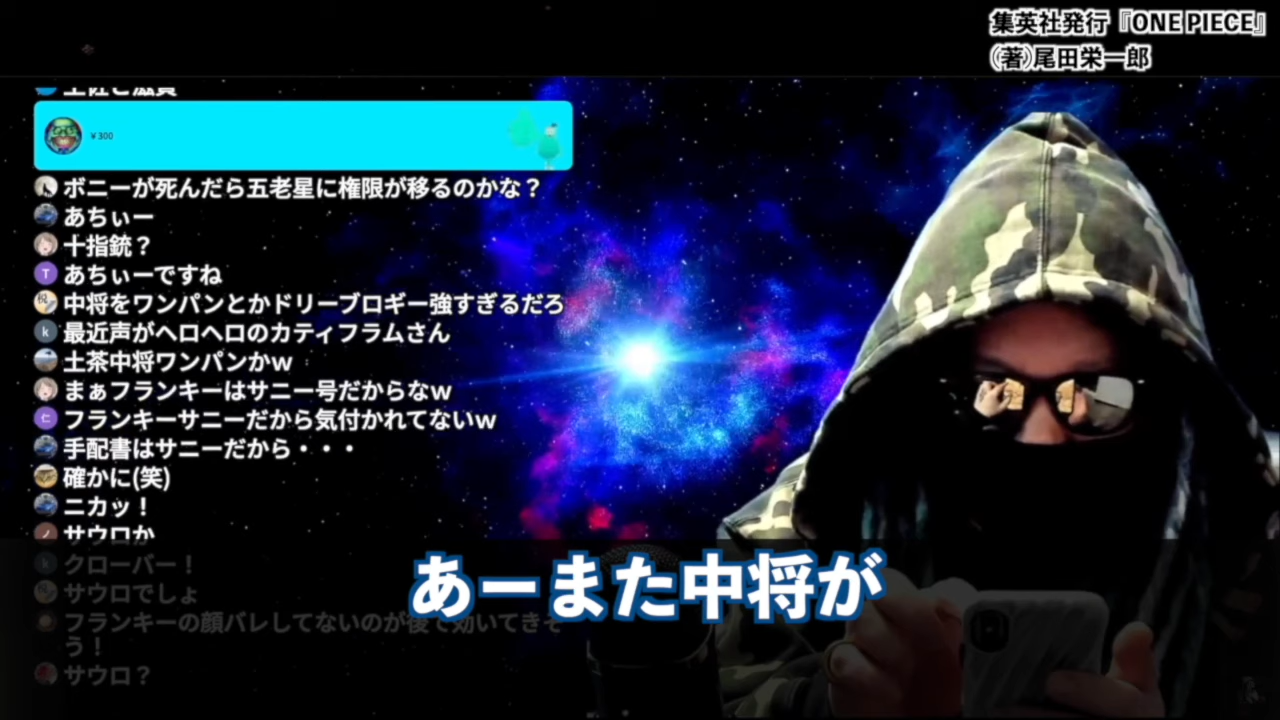 集英社発行『ONE PIECE』
(著)尾田栄一郎
￥300
ボニーが死んだら五老星に権限が移るのかな？
あちぃー
十指銃？
T
あちぃーですね
祝
中将をワンパンとかドリーブロギー強すぎるだろ
k
最近声がヘロヘロのカティフラムさん
土茶中将ワンパンかｗ
まぁフランキーはサニー号だからなｗ
仁
フランキーサニーだから気付かれてないｗ
手配書はサニーだから・・・
確かに(笑)
ニカッ！
ノ
サウロか
k
クローバー！
サウロでしょ
フランキーの顔バレしてないのが後で効いてきそ
う！
サウロ？
あーまた中将が